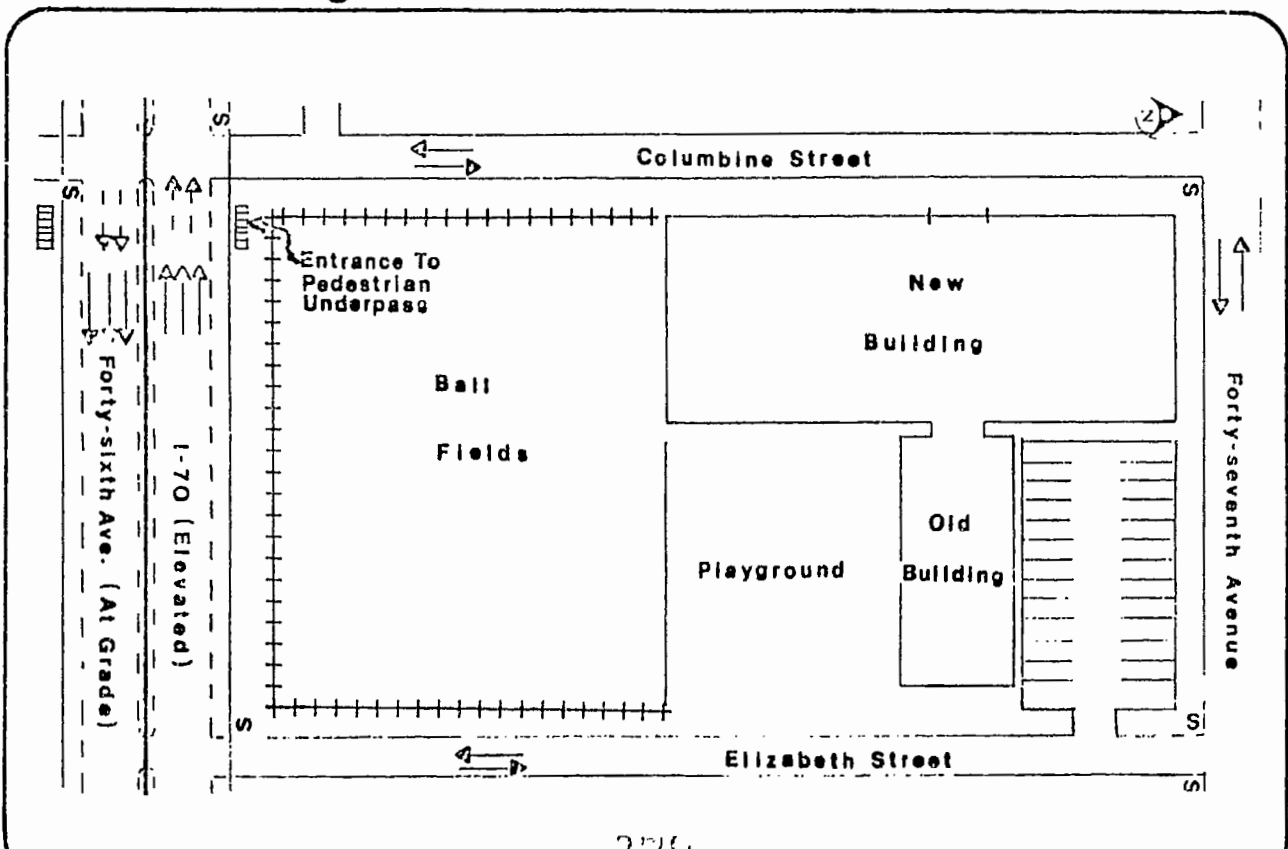 N
S
Columbine Street
S
S
Entrance To
Pedestrian
Underpass
New
Building
Ball
Fields
Forty-sixth Ave. (At Grade)
I-70 (Elevated)
Forty-seventh Avenue
Old
Building
Playground
S
S
Elizabeth Street
S